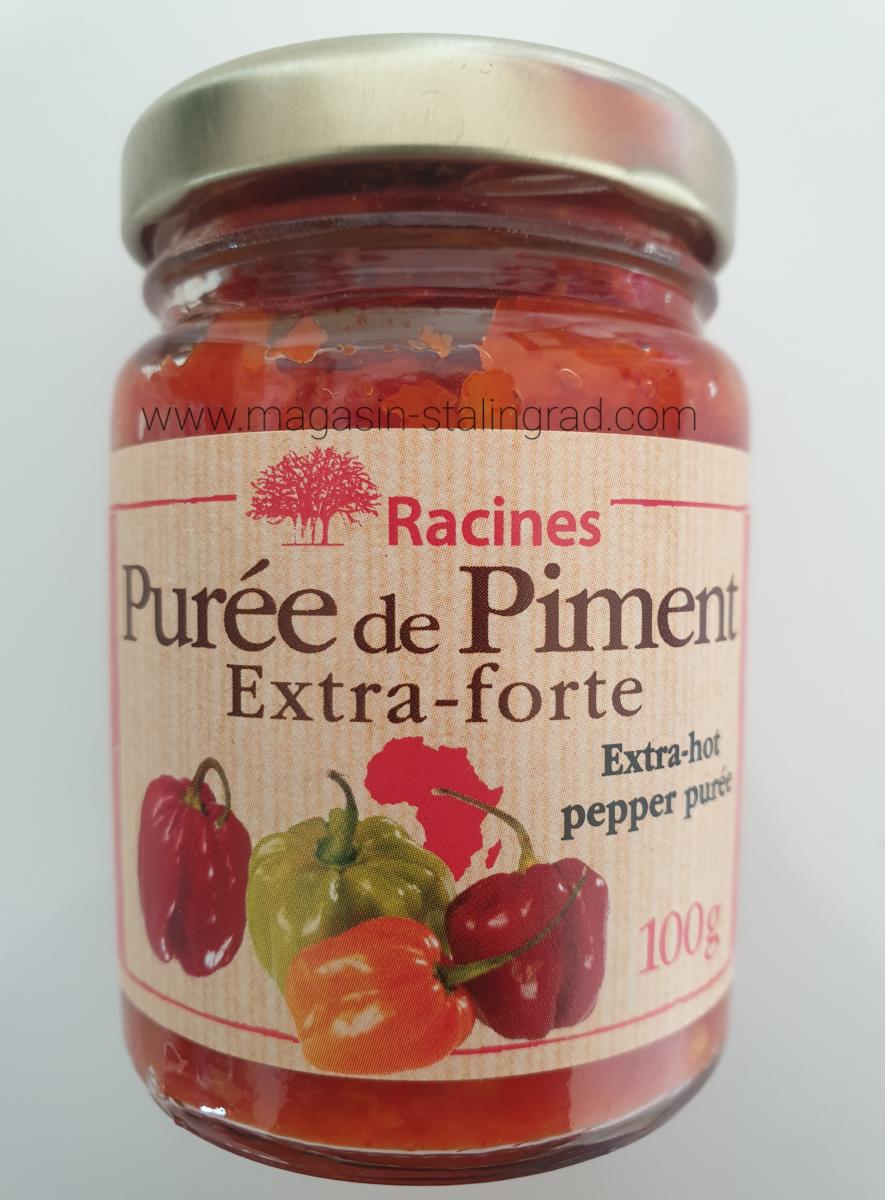 www.magasin-stalingrad.com
Racines
Purée de Piment
Extra-forte
Extra-hot
pepper purée
100g